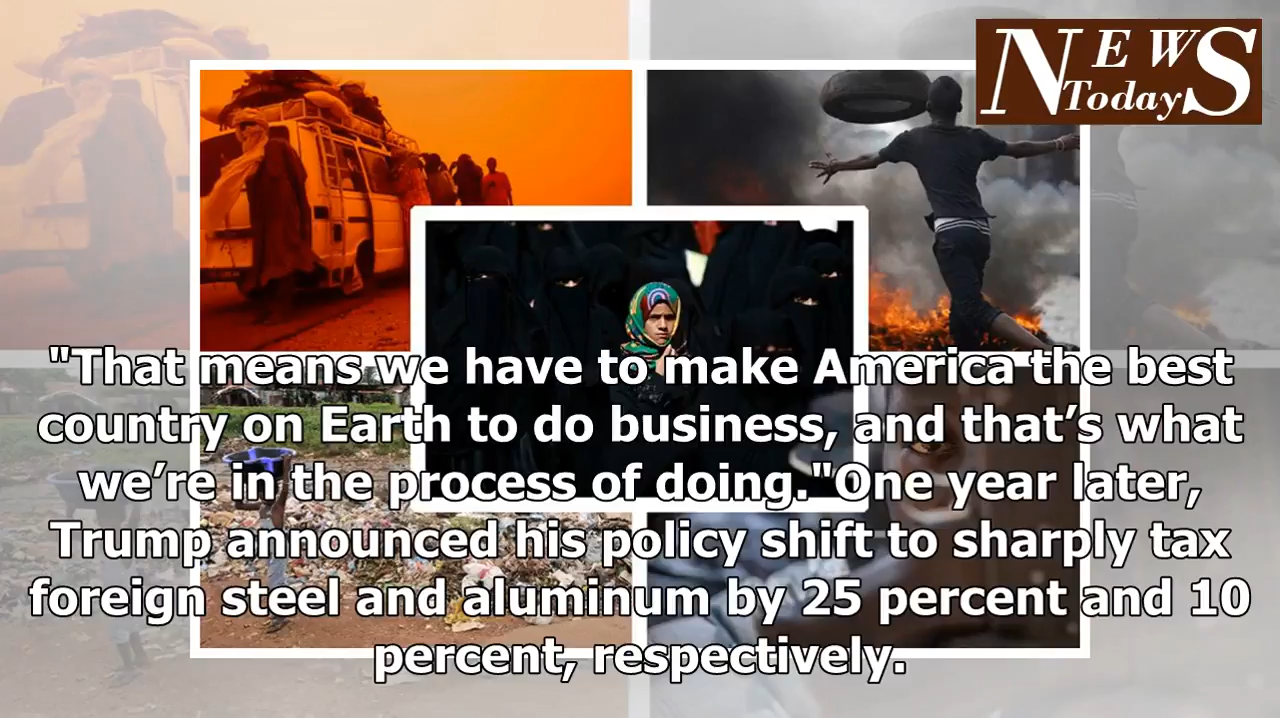 NEWS
Today
"That means we have to make America the best
country on Earth to do business, and that’s what
we’re in the process of doing."One year later,
Trump announced his policy shift to sharply tax
foreign steel and aluminum by 25 percent and 10
percent, respectively.